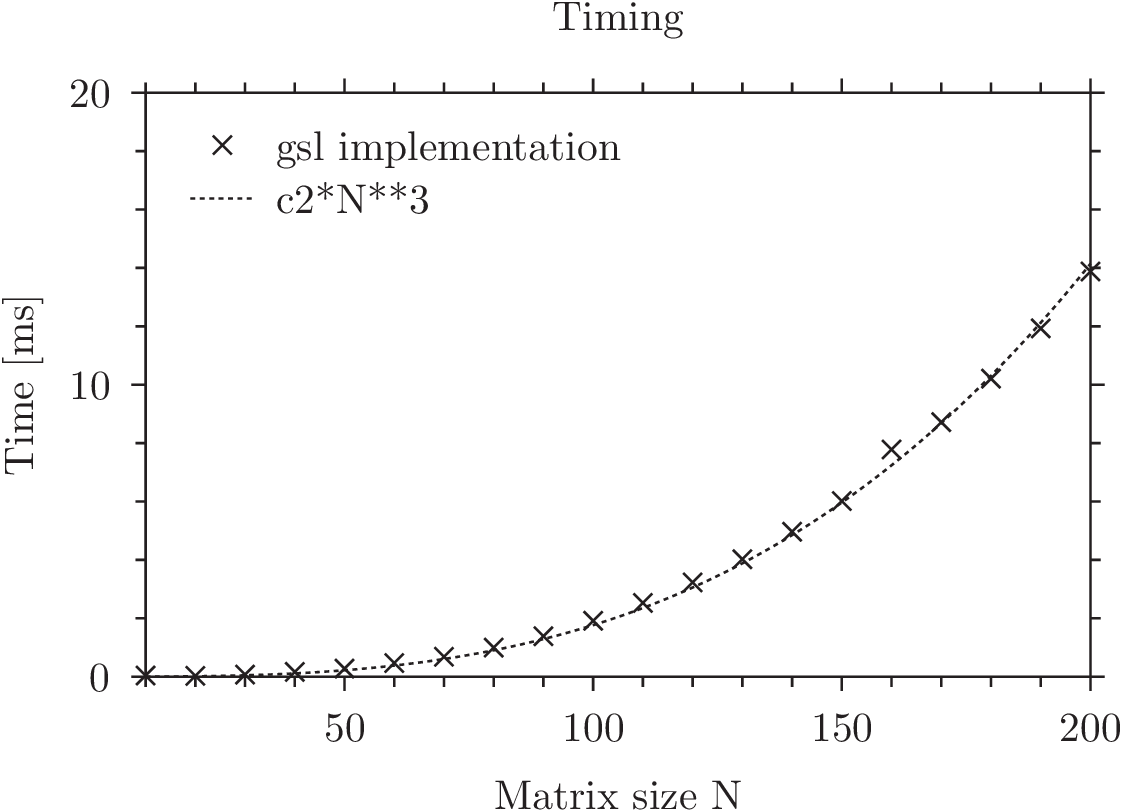 Timing
20
gsl implementation
c2*N**3
Time [ms]
10
0
50 100 150 200
Matrix size N